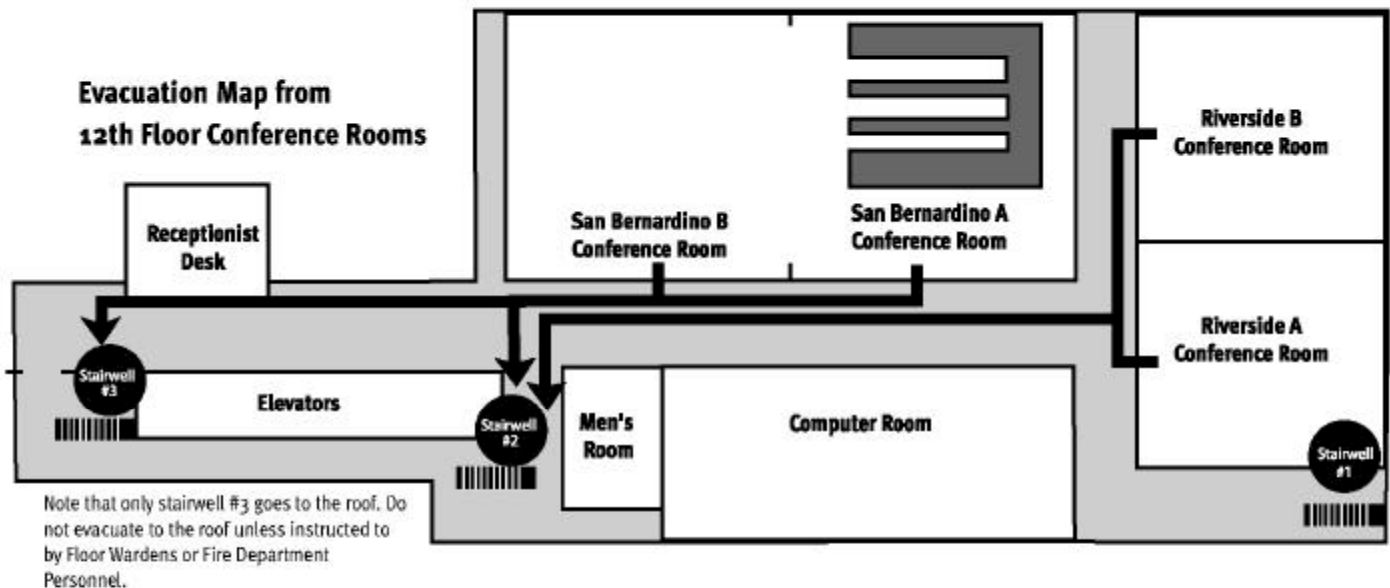 Evacuation Map from
12th Floor Conference Rooms
Receptionist
Desk
San Bernardino B
Conference Room
San Bernardino A
Conference Room
Riverside B
Conference Room
Riverside A
Conference Room
Stairwell
#3
Elevators
Stairwell
#2
Men's
Room
Computer Room
Stairwell
#1
Note that only stairwell #3 goes to the roof. Do
not evacuate to the roof unless instructed to
by Floor Wardens or Fire Department
Personnel.